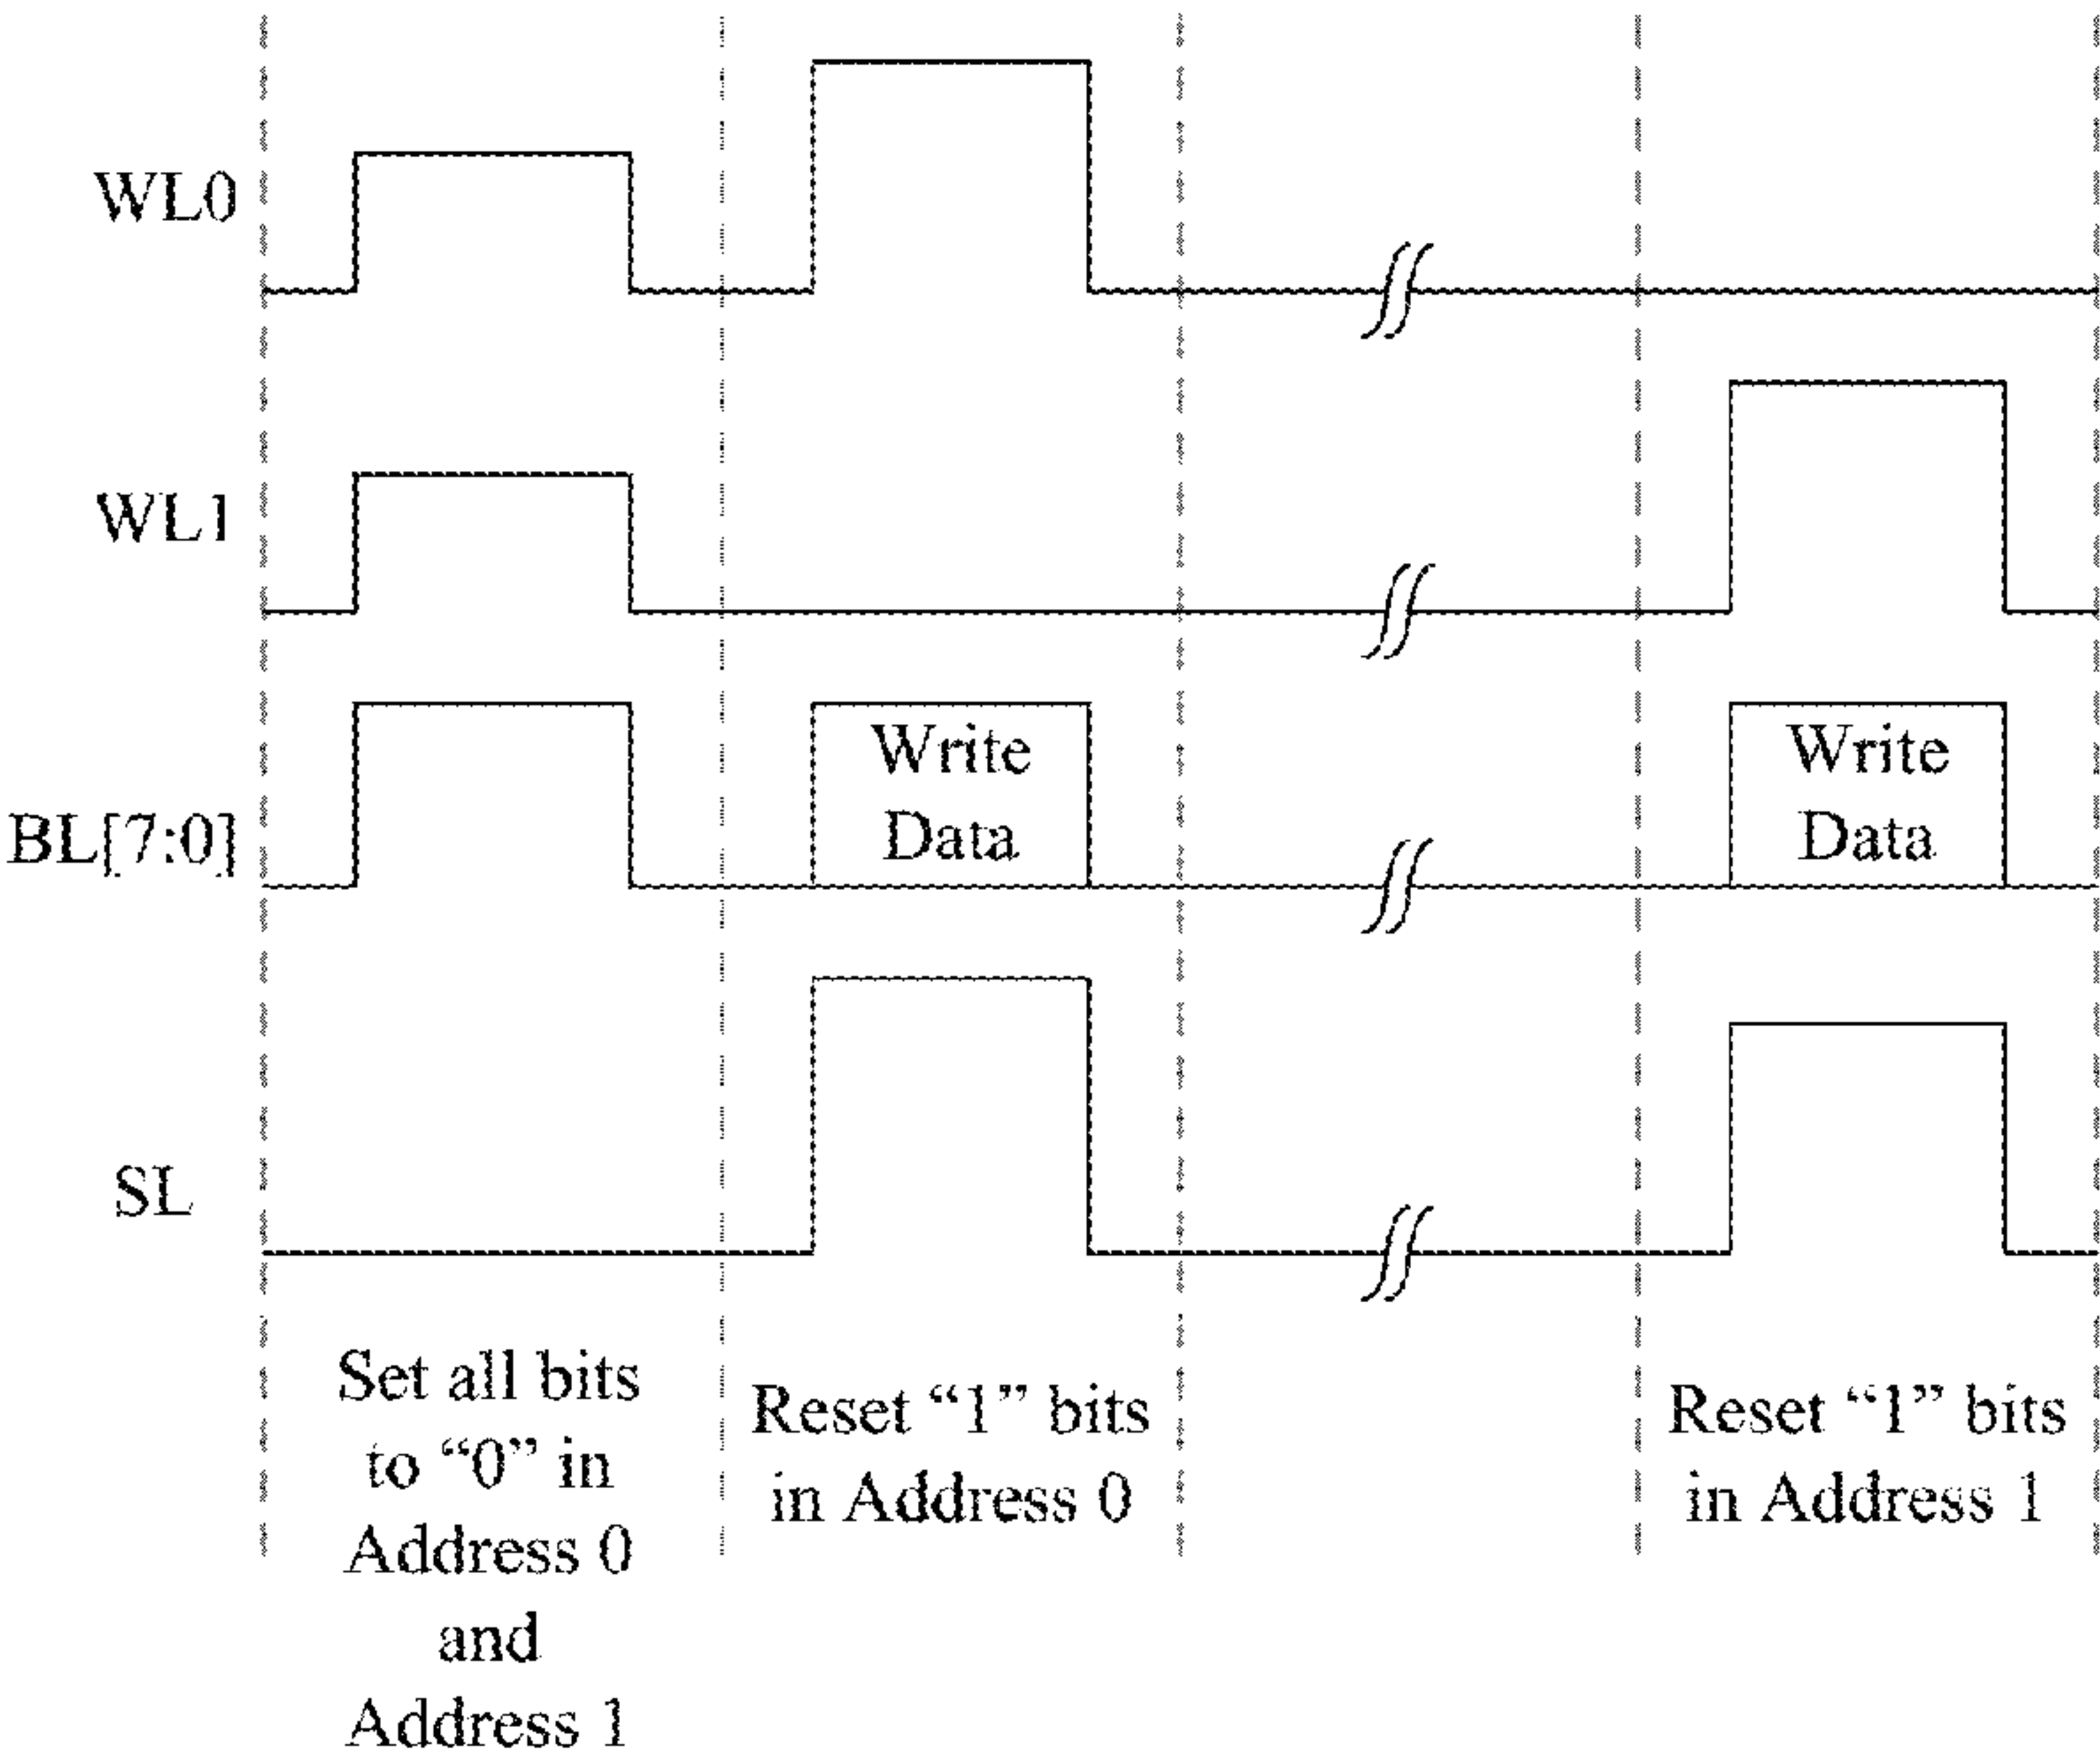 WL0
WL1
BL[7:0]
Write
Data
Write
Data
SL
Set all bits
to “0” in
Address 0
and
Address 1
Reset “1” bits
in Address 0
Reset “1” bits
in Address 1